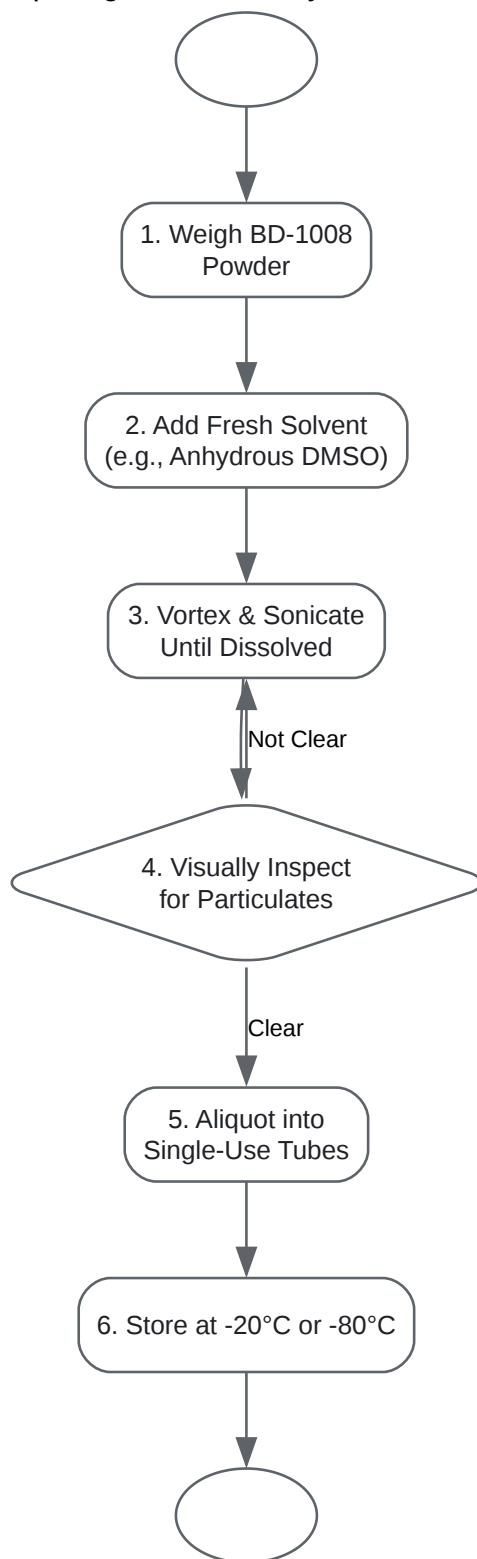 1. Weigh BD-1008
Powder
2. Add Fresh Solvent
(e.g., Anhydrous DMSO)
3. Vortex & Sonicate
Until Dissolved
Not Clear
4. Visually Inspect
for Particulates
Clear
5. Aliquot into
Single-Use Tubes
6. Store at -20°C or -80°C